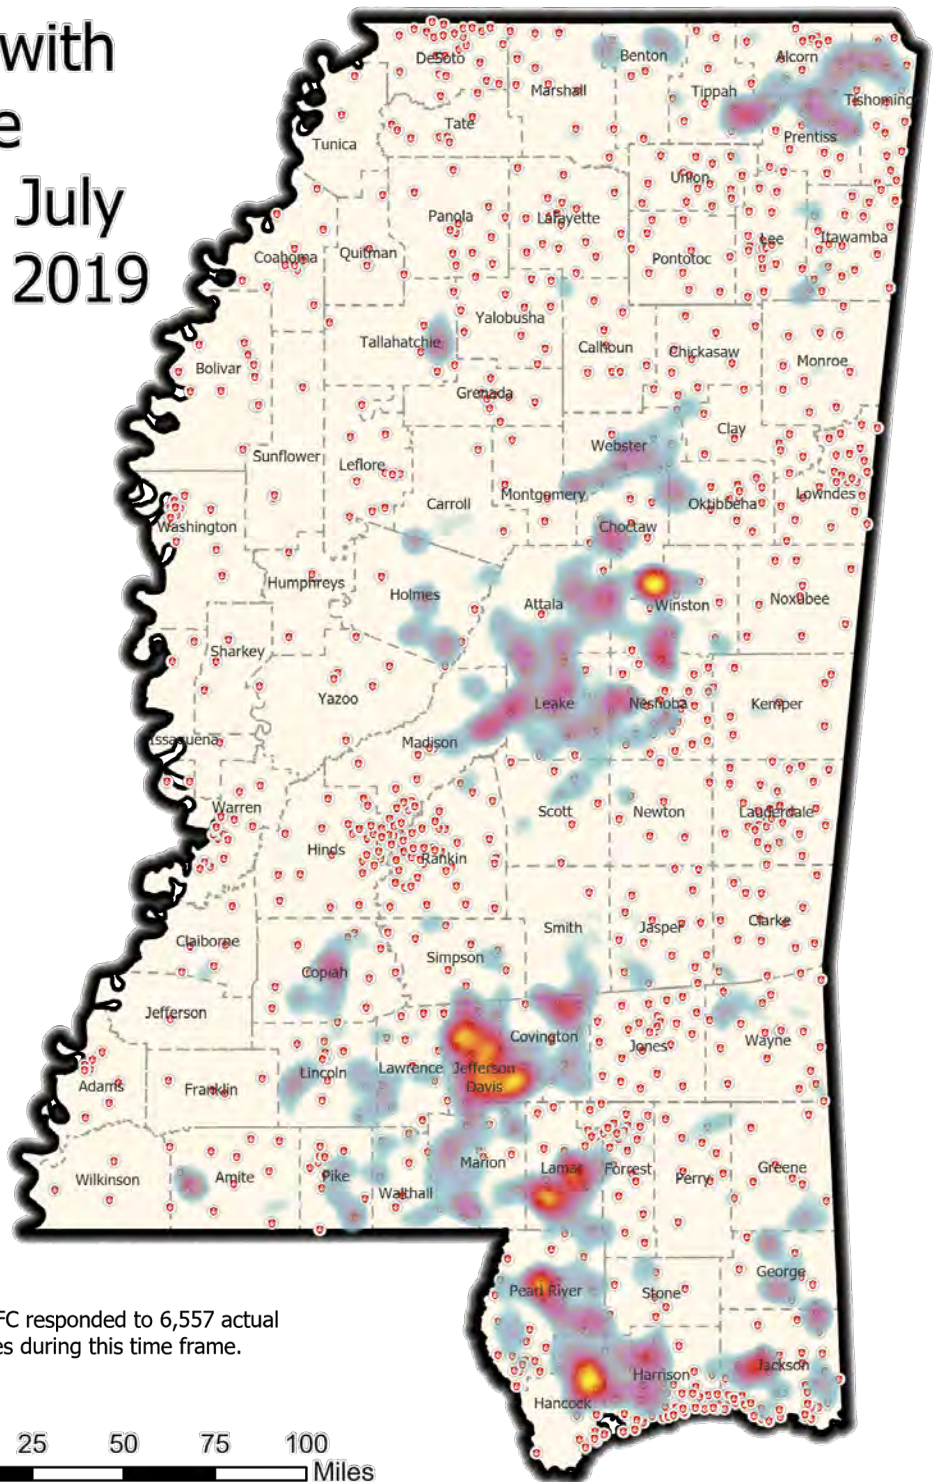 with
e
July
2019
Benton
Alcorn
DeSoto
Marshall
Tippah
Tishoming
Tate
Prentiss
Tunica
Union
Panola
Lafayette
Lee
Itawamba
Coahoma
Quitman
Pontotoc
Yalobusha
Tallahatchie
Calhoun
Chickasaw
Monroe
Bolivar
Grenada
Clay
Webster
Sunflower
Leflore
Montgomery
Lowndes
Carroll
Oktibbeha
Washington
Choctaw
Humphreys
Holmes
Attala
Winston
Noxubee
Sharkey
Yazoo
Leake
Neshoba
Kemper
Issaquena
Madison
Warren
Scott
Newton
Lauderdale
Hinds
Rankin
Claiborne
Smith
Jasper
Clarke
Simpson
Copiah
Jefferson
Covington
Jones
Wayne
Lawrence
Jefferson
Davis
Lincoln
Adams
Franklin
Marion
Lamar
Forrest
Greene
Wilkinson
Amite
Pike
Walthall
Perry
George
Pearl River
Stone
FC responded to 6,557 actual
es during this time frame.
Jackson
Harrison
Hancock
25 50 75 100
Miles